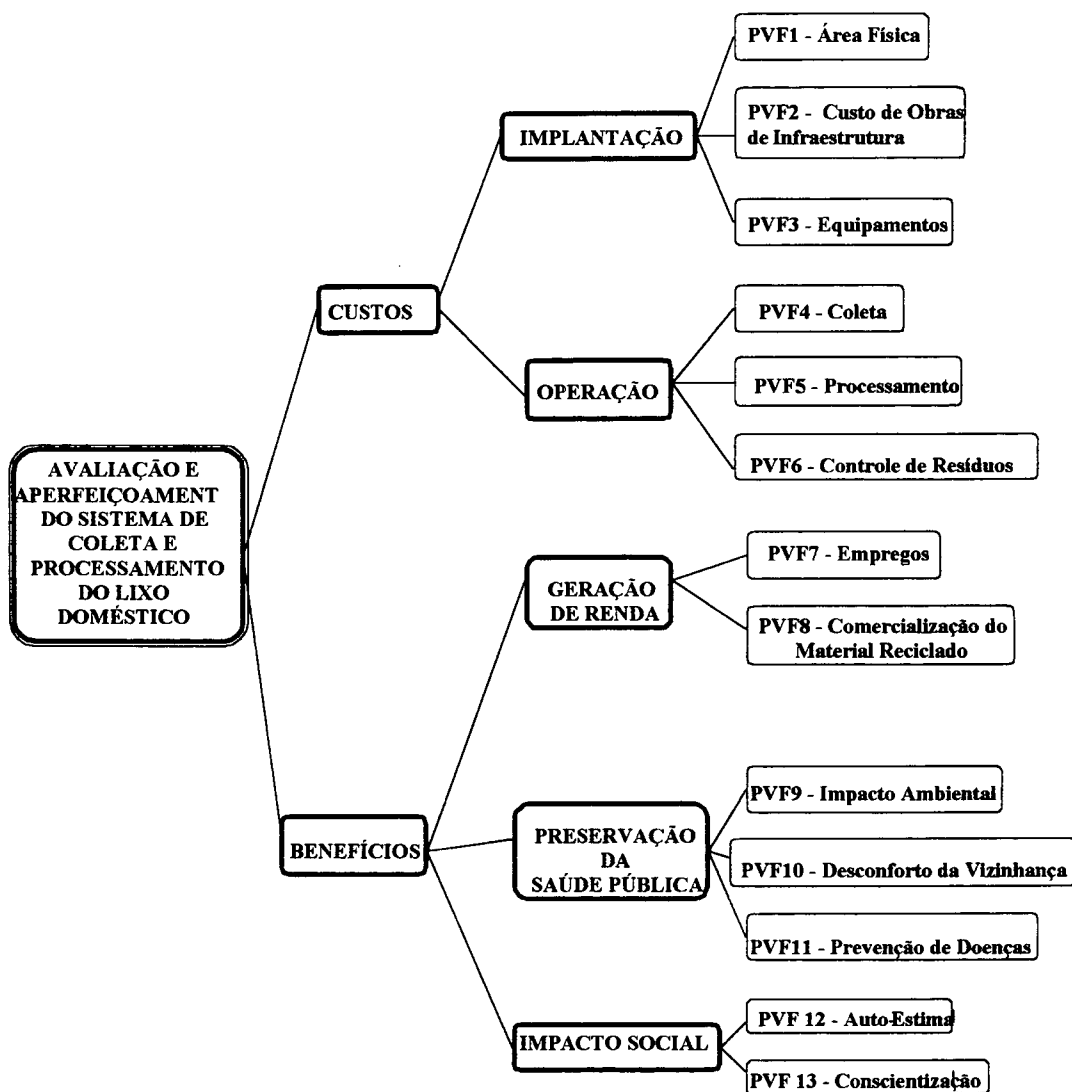 PVF1 - Área Física
PVF2 - Custo de Obras
de Infraestrutura
IMPLANTAÇÃO
PVF3 - Equipamentos
CUSTOS
PVF4 - Coleta
PVF5 - Processamento
OPERAÇÃO
PVF6 - Controle de Resíduos
AVALIAÇÃO E
APERFEIÇOAMENT
DO SISTEMA DE
COLETA E
PROCESSAMENTO
DO LIXO
DOMÉSTICO
PVF7 - Empregos
GERAÇÃO
DE RENDA
PVF8 - Comercialização do
Material Reciclado
PVF9 - Impacto Ambiental
BENEFÍCIOS
PRESERVAÇÃO
DA
SAÚDE PÚBLICA
PVF10 - Desconforto da Vizinhança
PVF11 - Prevenção de Doenças
PVF 12 - Auto-Estima
IMPACTO SOCIAL
PVF 13 - Conscientização